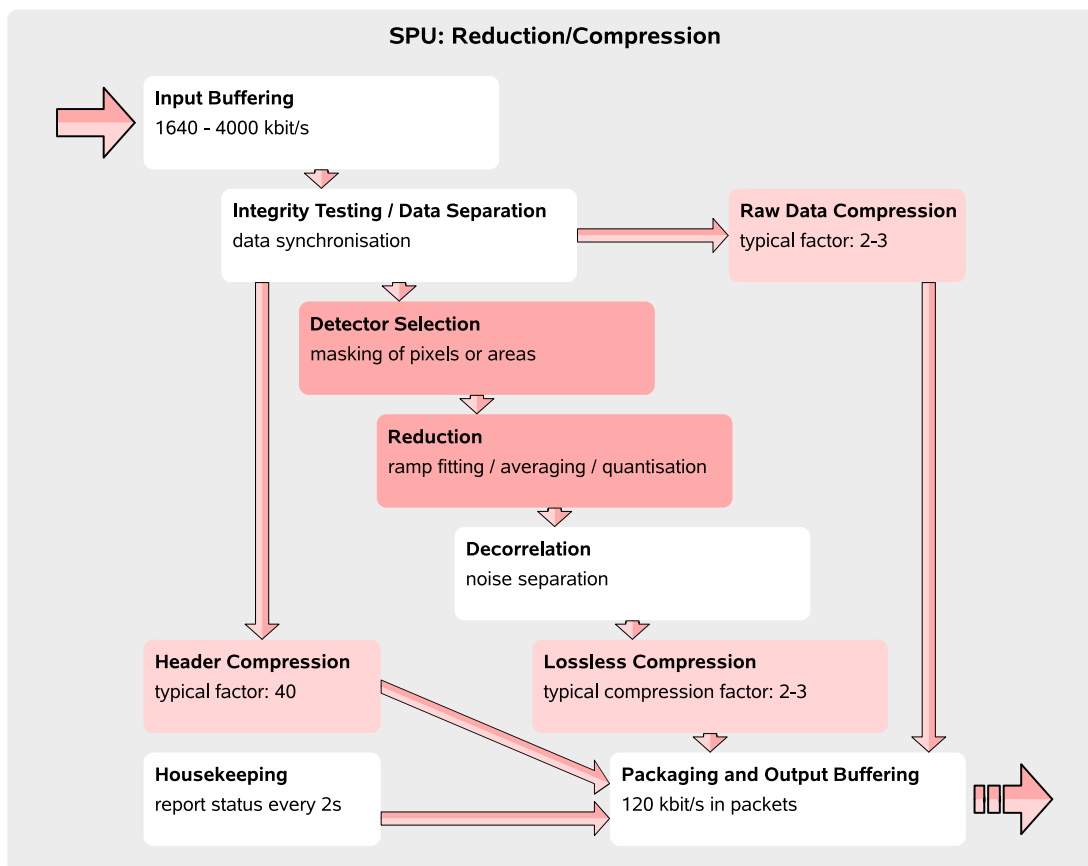 SPU: Reduction/Compression
Input Buffering
1640 - 4000 kbit/s
Integrity Testing / Data Separation
data synchronisation
Raw Data Compression
typical factor: 2-3
Detector Selection
masking of pixels or areas
Reduction
ramp fitting / averaging / quantisation
Decorrelation
noise separation
Header Compression
typical factor: 40
Lossless Compression
typical compression factor: 2-3
Housekeeping
report status every 2s
Packaging and Output Buffering
120 kbit/s in packets